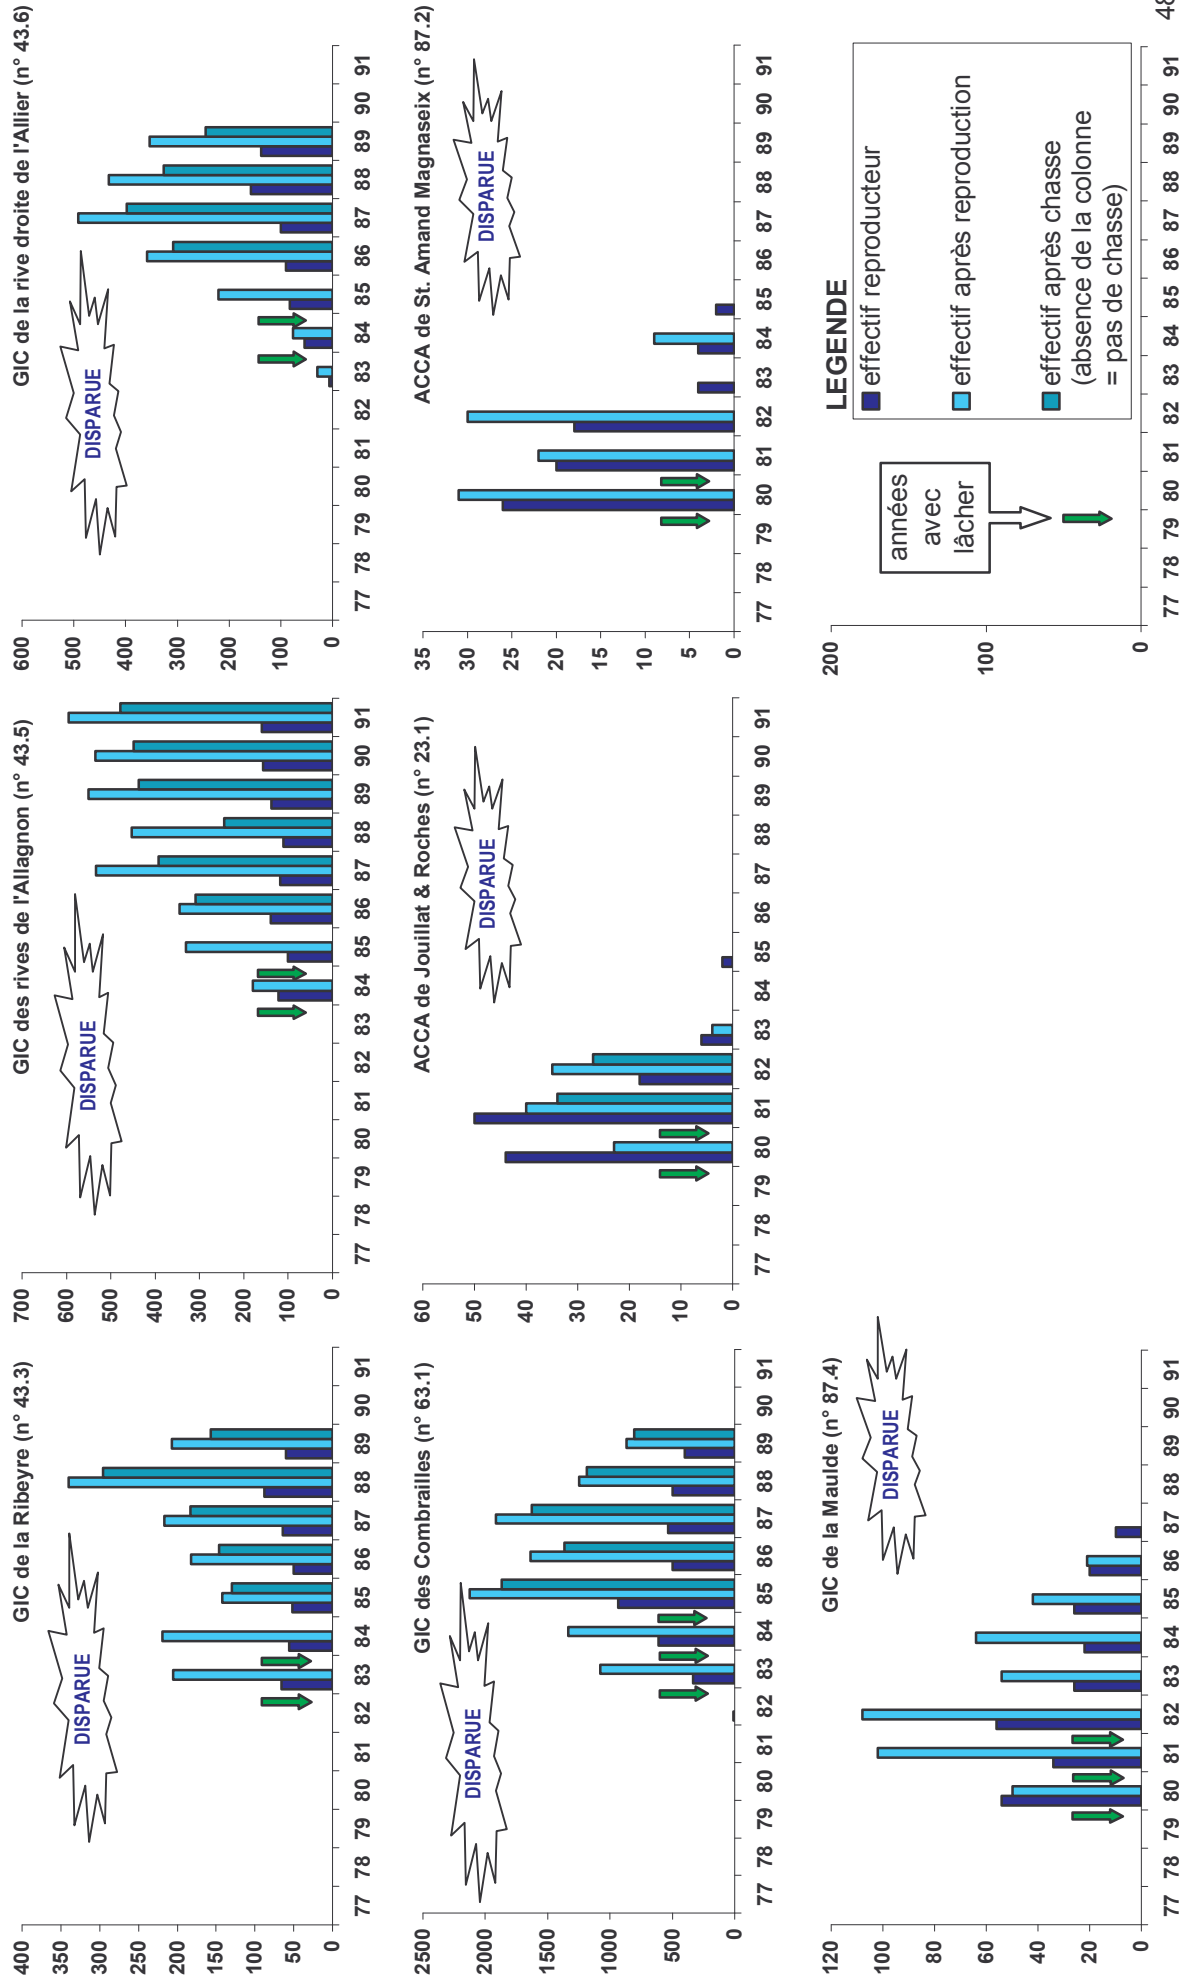 GIC de la Ribeyre (n° 43.3)
400
350
300
250
200
150
100
50
0
DISPARUE
77 78 79 80 81 82 83 84 85 86 87 88 89 90 91
GIC des rives de l'Allagnon (n° 43.5)
700
600
500
400
300
200
100
0
DISPARUE
77 78 79 80 81 82 83 84 85 86 87 88 89 90 91
GIC de la rive droite de l'Allier (n° 43.6)
600
500
400
300
200
100
0
DISPARUE
77 78 79 80 81 82 83 84 85 86 87 88 89 90 91
GIC des Combrailles (n° 63.1)
2500
2000
1500
1000
500
0
DISPARUE
77 78 79 80 81 82 83 84 85 86 87 88 89 90 91
ACCA de Jouillat & Roches (n° 23.1)
60
50
40
30
20
10
0
DISPARUE
77 78 79 80 81 82 83 84 85 86 87 88 89 90 91
ACCA de St. Amand Magnaseix (n° 87.2)
35
30
25
20
15
10
5
0
DISPARUE
77 78 79 80 81 82 83 84 85 86 87 88 89 90 91
GIC de la Maulde (n° 87.4)
120
100
80
60
40
20
0
DISPARUE
77 78 79 80 81 82 83 84 85 86 87 88 89 90 91
200
100
0
années
avec
lâcher
LEGENDE
effectif reproducteur
effectif après reproduction
effectif après chasse
(absence de la colonne
= pas de chasse)
77 78 79 80 81 82 83 84 85 86 87 88 89 90 91
48